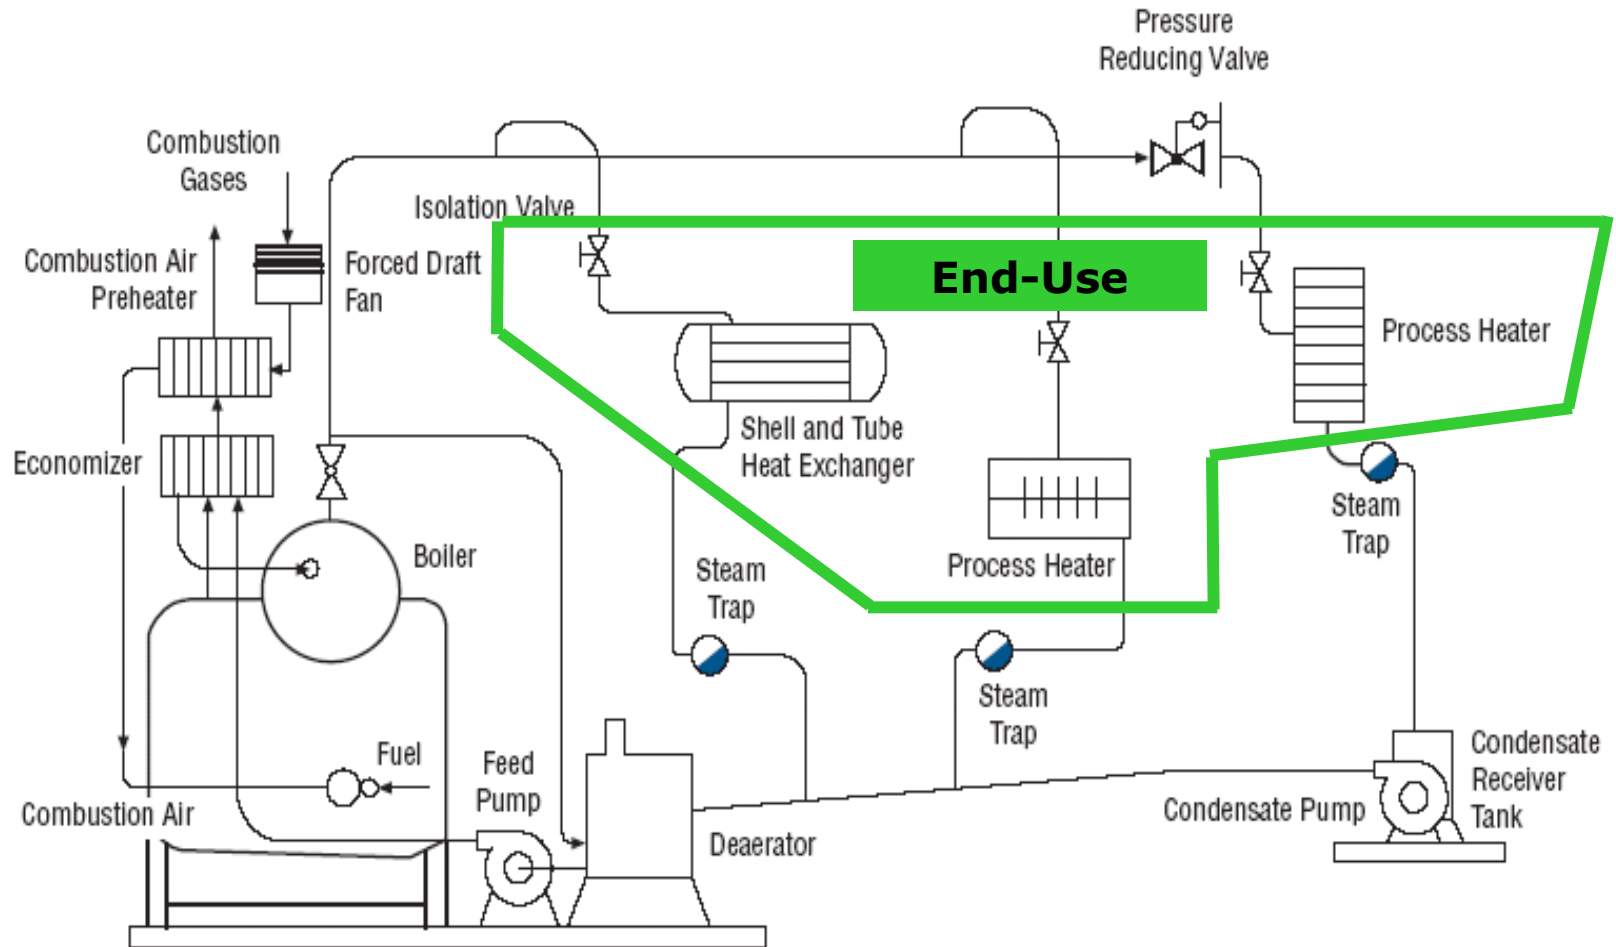 Pressure
Reducing Valve
Combustion
Gases
Isolation Valve
Combustion Air
Preheater
Forced Draft
Fan
End-Use
Process Heater
Shell and Tube
Heat Exchanger
Economizer
Steam
Trap
Boiler
Process Heater
Steam
Trap
Steam
Trap
Fuel
Feed
Pump
Combustion Air
Deaerator
Condensate Pump
Condensate
Receiver
Tank